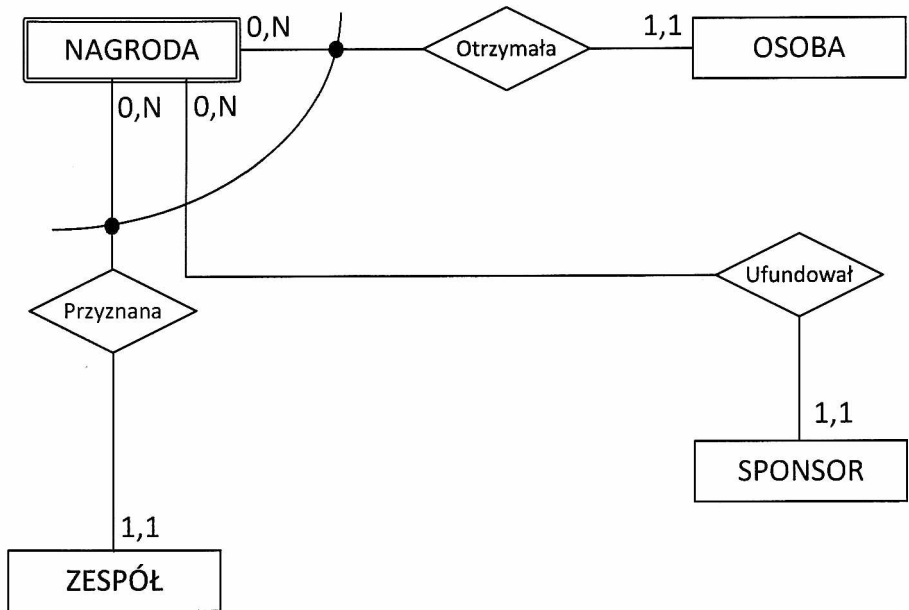 0,N
1,1
NAGRODA
Otrzymała
OSOBA
0,N
0,N
Ufundował
Przyznana
1,1
SPONSOR
1,1
ZESPÓŁ